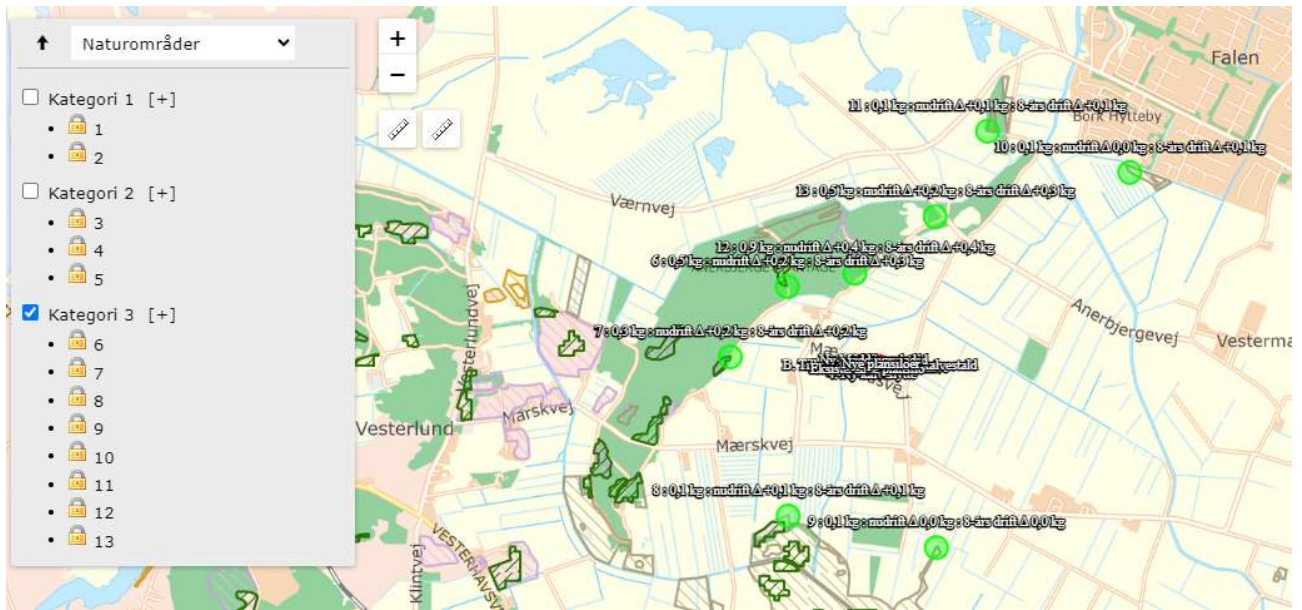 Naturområder
Kategori 1 [+]
1
2
Kategori 2 [+]
3
4
5
Kategori 3 [+]
6
7
8
9
10
11
12
13
+
−
Falen
11 : 0,1 kg : nudrift Δ +0,1 kg : 8-års drift Δ +0,1 kg
Bork Hytteby
10 : 0,1 kg : nudrift Δ 0,0 kg : 8-års drift Δ +0,1 kg
13 : 0,5 kg : nudrift Δ +0,2 kg : 8-års drift Δ +0,3 kg
Værnvej
12 : 0,9 kg : nudrift Δ +0,4 kg : 8-års drift Δ +0,4 kg
6 : 0,5 kg : nudrift Δ +0,2 kg : 8-års drift Δ +0,3 kg
Anerbjergevej
Vesterma
7 : 0,3 kg : nudrift Δ +0,2 kg : 8-års drift Δ +0,2 kg
Vesterlundvej
Nye plansiloer
Mærskvej
Vesterlund
Mærskvej
8 : 0,1 kg : nudrift Δ +0,1 kg : 8-års drift Δ +0,1 kg
9 : 0,1 kg : nudrift Δ 0,0 kg : 8-års drift Δ 0,0 kg
VESTERHAVSV
Klintvej